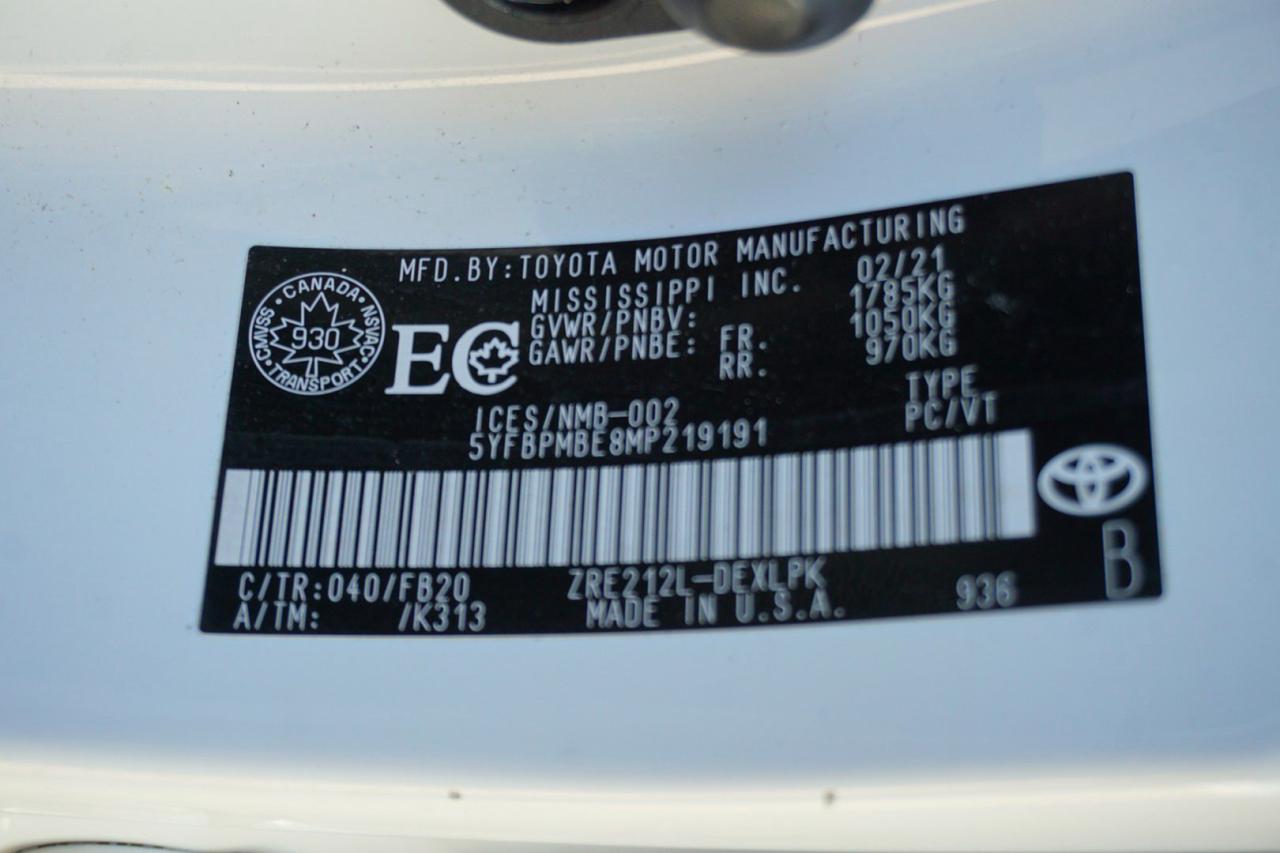 MFD.BY:TOYOTA MOTOR MANUFACTURING
MISSISSIPPI INC. 02/21
GVWR/PNBV: 1785KG
GAWR/PNBE: FR. 1050KG
RR. 970KG
CANADA
NSVAC
TRANSPORT
CMVSS
930
EC
ICES/NMB-002
TYPE
PC/VT
5YFBPMBE8MP219191
C/TR:040/FB20 ZRE212L-DEXLPK
A/TM: /K313 MADE IN U.S.A. 936
B